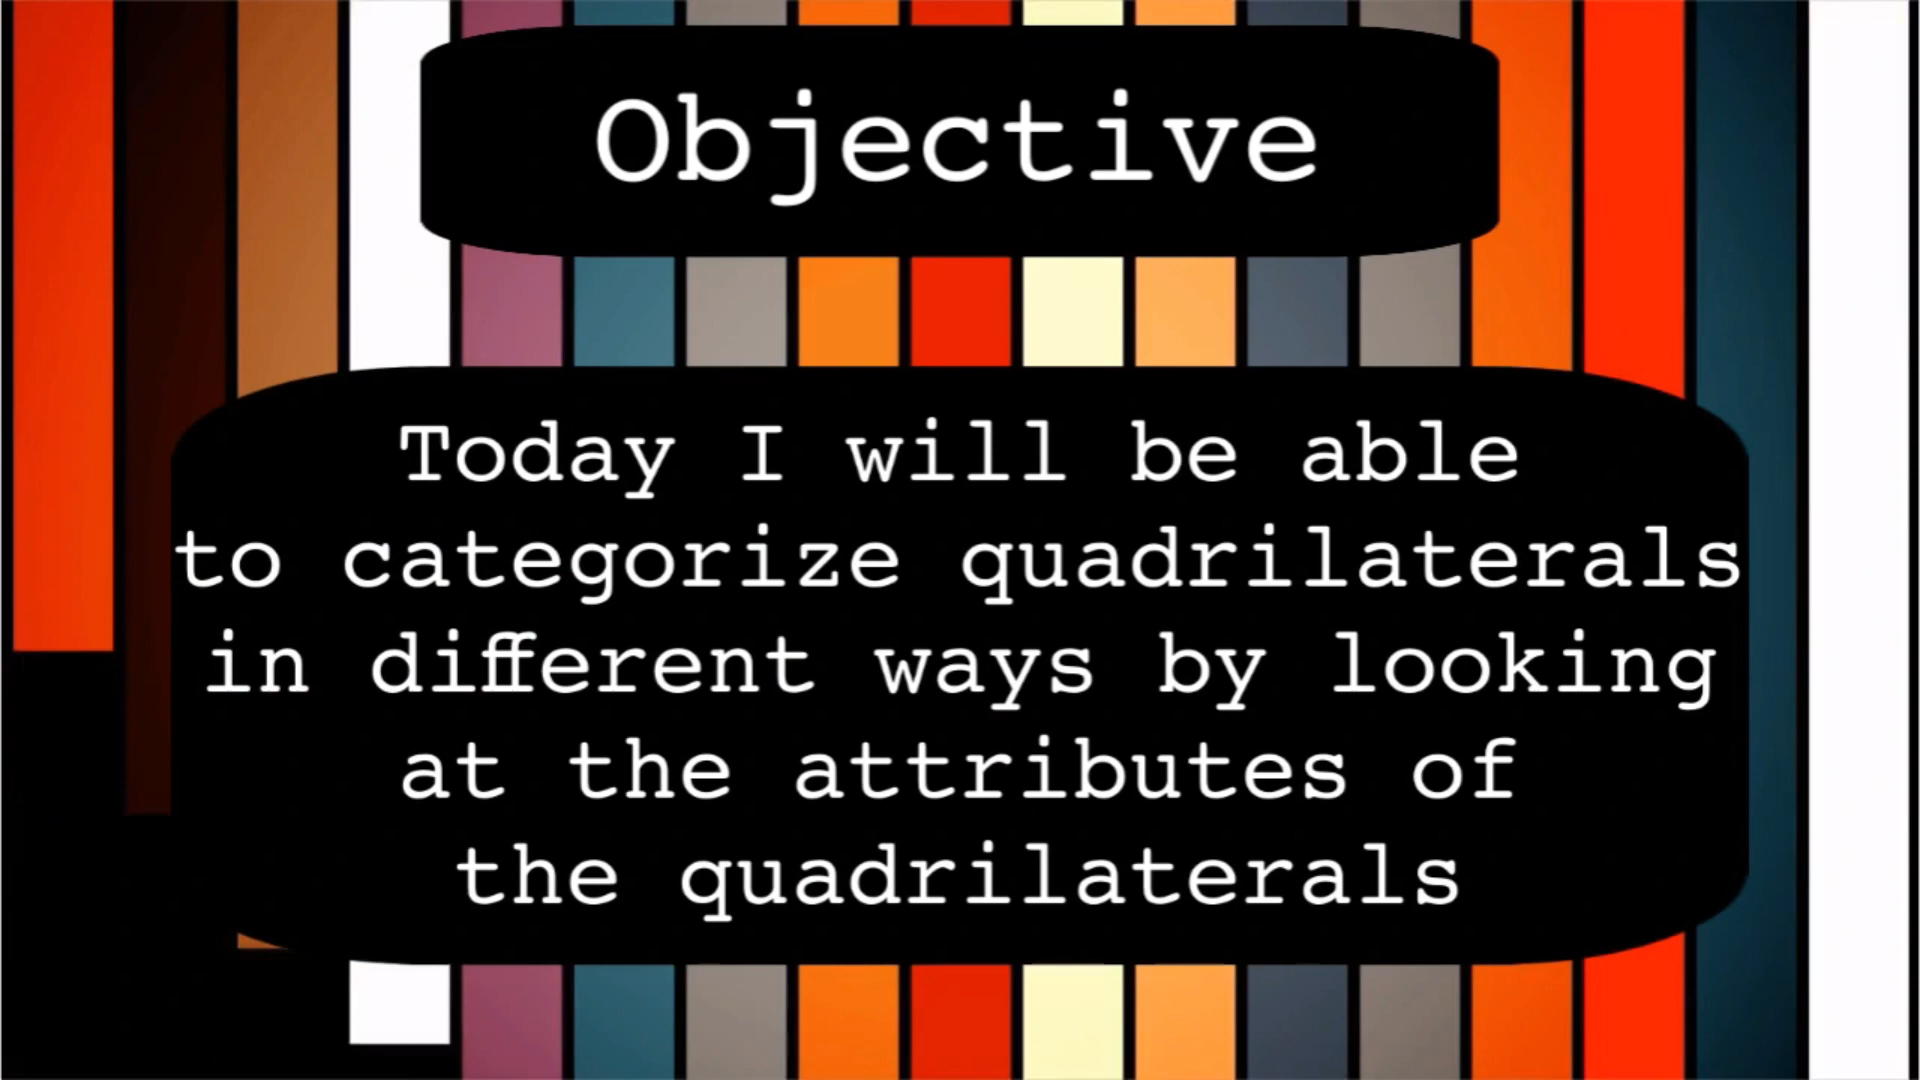 Objective
Today I will be able
to categorize quadrilaterals
in different ways by looking
at the attributes of
the quadrilaterals